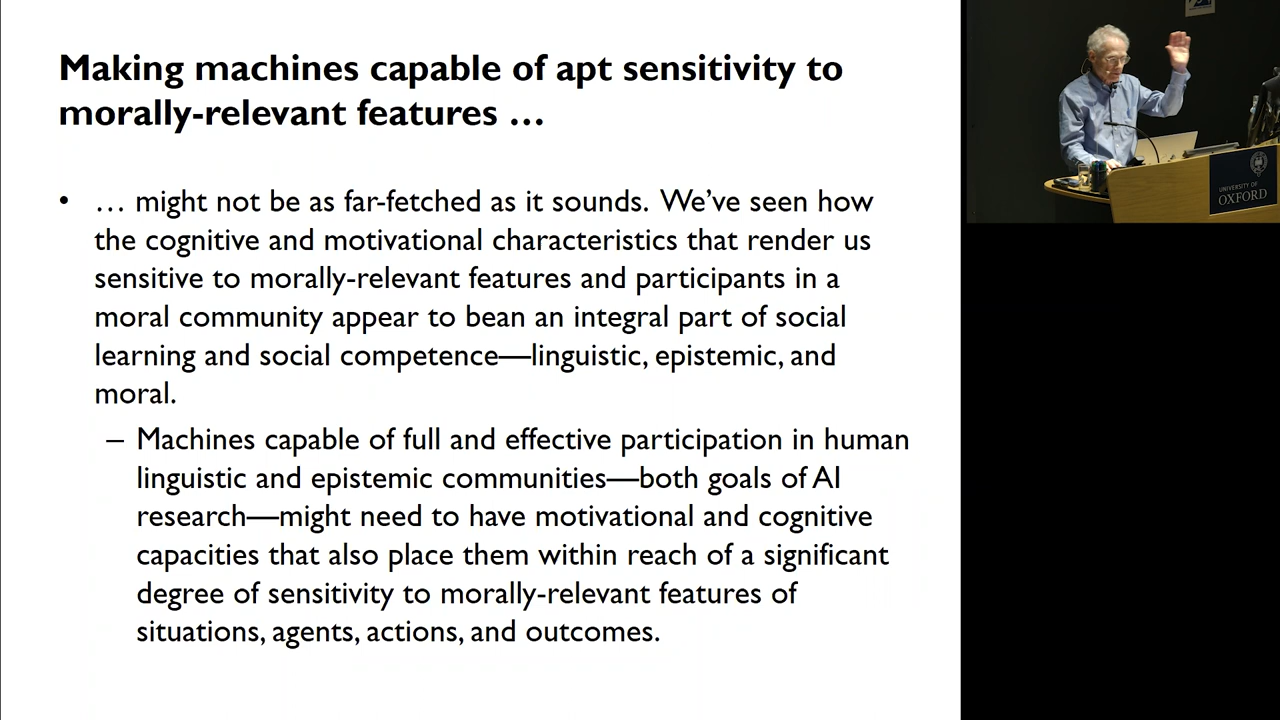 Making machines capable of apt sensitivity to
morally-relevant features …
• … might not be as far-fetched as it sounds. We’ve seen how
the cognitive and motivational characteristics that render us
sensitive to morally-relevant features and participants in a
moral community appear to bean an integral part of social
learning and social competence—linguistic, epistemic, and
moral.
– Machines capable of full and effective participation in human
linguistic and epistemic communities—both goals of AI
research—might need to have motivational and cognitive
capacities that also place them within reach of a significant
degree of sensitivity to morally-relevant features of
situations, agents, actions, and outcomes.
UNIVERSITY OF
OXFORD